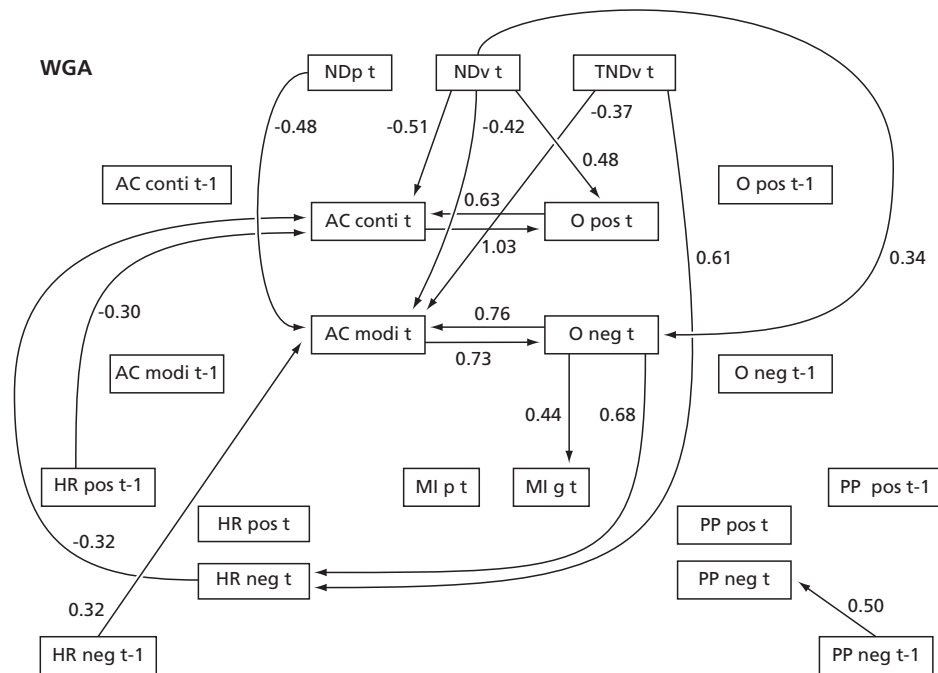 WGA
NDp t
NDv t
TNDv t
-0.48
-0.51
-0.42
-0.37
0.48
AC conti t-1
O pos t-1
AC conti t
0.63
O pos t
1.03
0.61
0.34
-0.30
AC modi t
0.76
O neg t
0.73
AC modi t-1
O neg t-1
0.44
0.68
HR pos t-1
MI p t
MI g t
PP pos t-1
HR pos t
PP pos t
-0.32
HR neg t
PP neg t
0.32
0.50
HR neg t-1
PP neg t-1